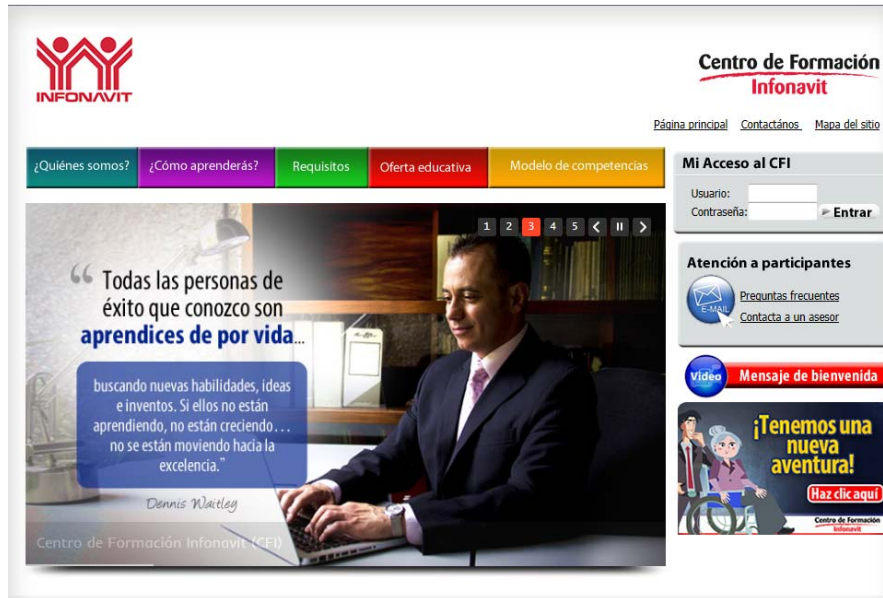 INFONAVIT
Centro de Formación
Infonavit
Página principal Contactános Mapa del sitio
¿Quiénes somos? ¿Cómo aprenderás? Requisitos Oferta educativa Modelo de competencias
Mi Acceso al CFI
Usuario:
Contraseña: Entrar
1 2 3 4 5
“ Todas las personas de
éxito que conozco son
aprendices de por vida...
buscando nuevas habilidades, ideas
e inventos. Si ellos no están
aprendiendo, no están creciendo...
no se están moviendo hacia la
excelencia.”
Dennis Waitley
Centro de Formación Infonavit (CFI)
Atención a participantes
E-MAIL
Preguntas frecuentes
Contacta a un asesor
Video Mensaje de bienvenida
¡Tenemos una
nueva
aventura!
Haz clic aquí
Centro de Formación
Infonavit